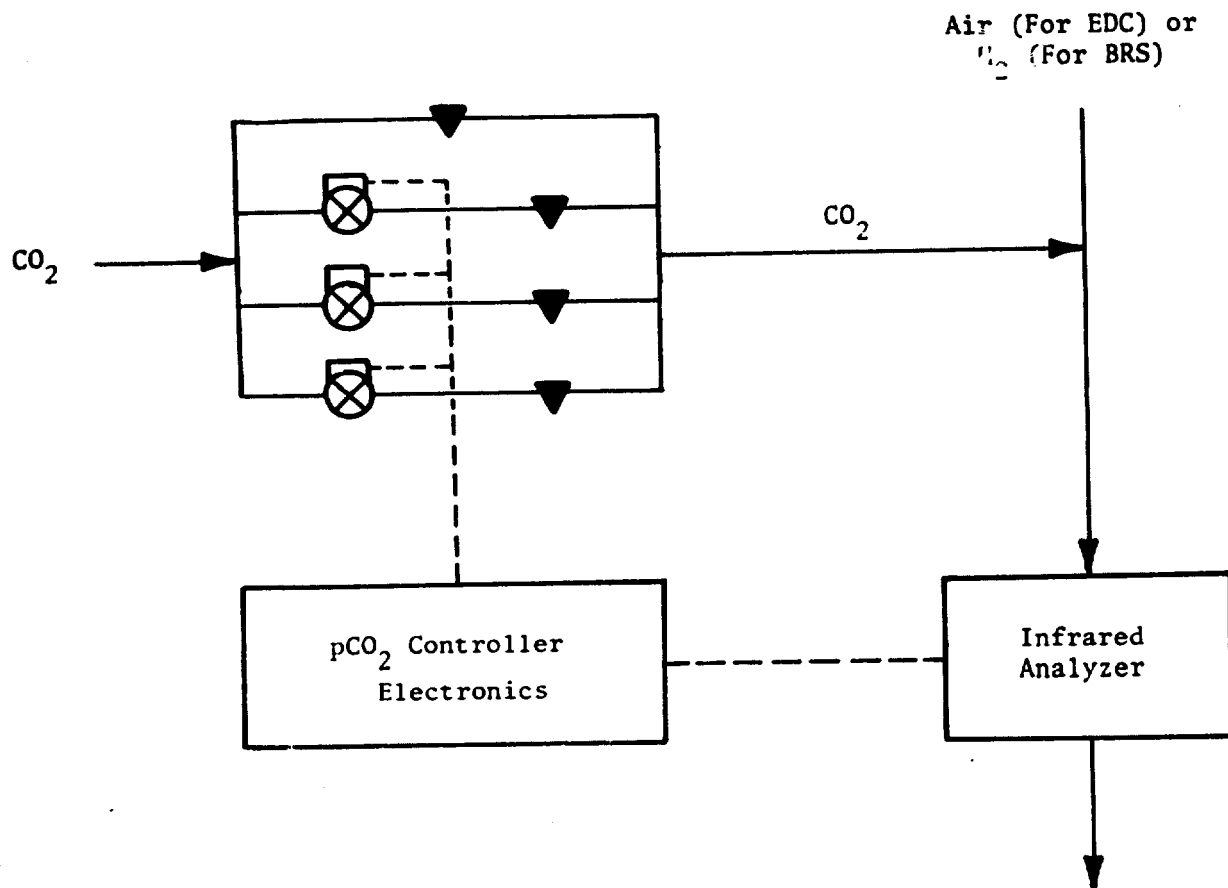 Air (For EDC) or
(For BRS)
CO2
CO2
pCO2 Controller
Electronics
Infrared
Analyzer